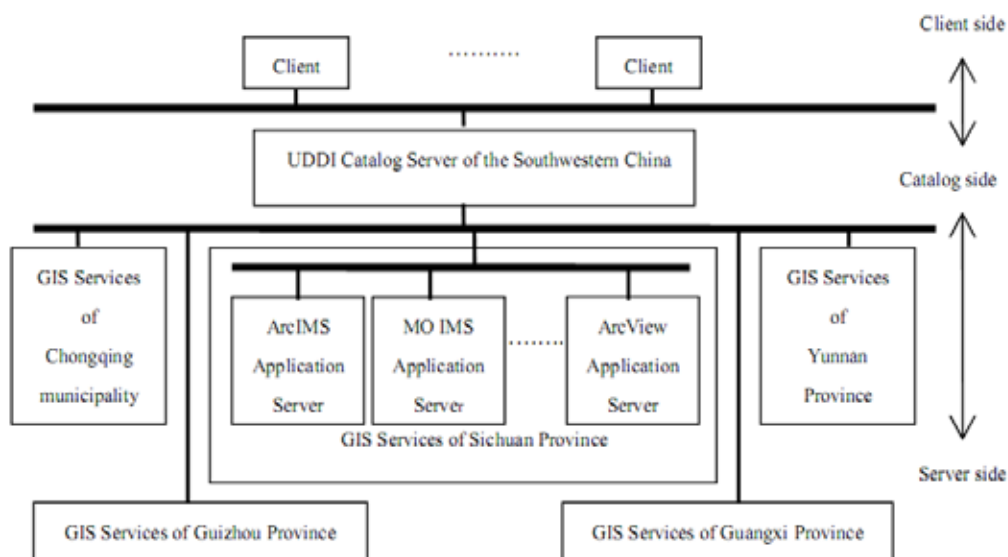 Client side
Client
Client
UDDI Catalog Server of the Southwestern China
Catalog side
GIS Services
of
Chongqing
municipality
ArcIMS
Application
Server
MO IMS
Application
Server
ArcView
Application
Server
GIS Services of Sichuan Province
GIS Services
of
Yunnan
Province
Server side
GIS Services of Guizhou Province
GIS Services of Guangxi Province